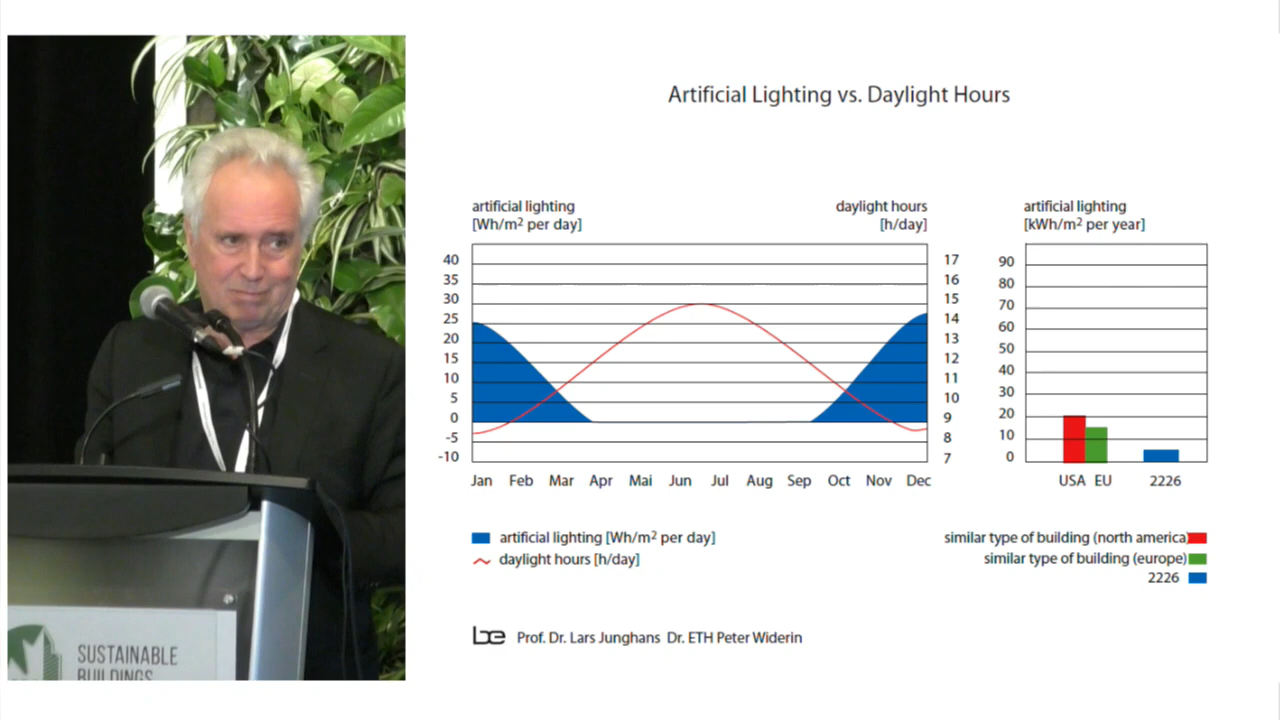 Artificial Lighting vs. Daylight Hours
artificial lighting
[Wh/m2 per day]
daylight hours
[h/day]
artificial lighting
[kWh/m2 per year]
40
35
30
25
20
15
10
5
0
-5
-10
17
16
15
14
13
12
11
10
9
8
7
90
80
70
60
50
40
30
20
10
0
Jan Feb Mar Apr Mai Jun Jul Aug Sep Oct Nov Dec
USA EU 2226
artificial lighting [Wh/m2 per day]
daylight hours [h/day]
similar type of building (north america)
similar type of building (europe)
2226
be Prof. Dr. Lars Junghans Dr. ETH Peter Widerin
SUSTAINABLE
BUILDINGS